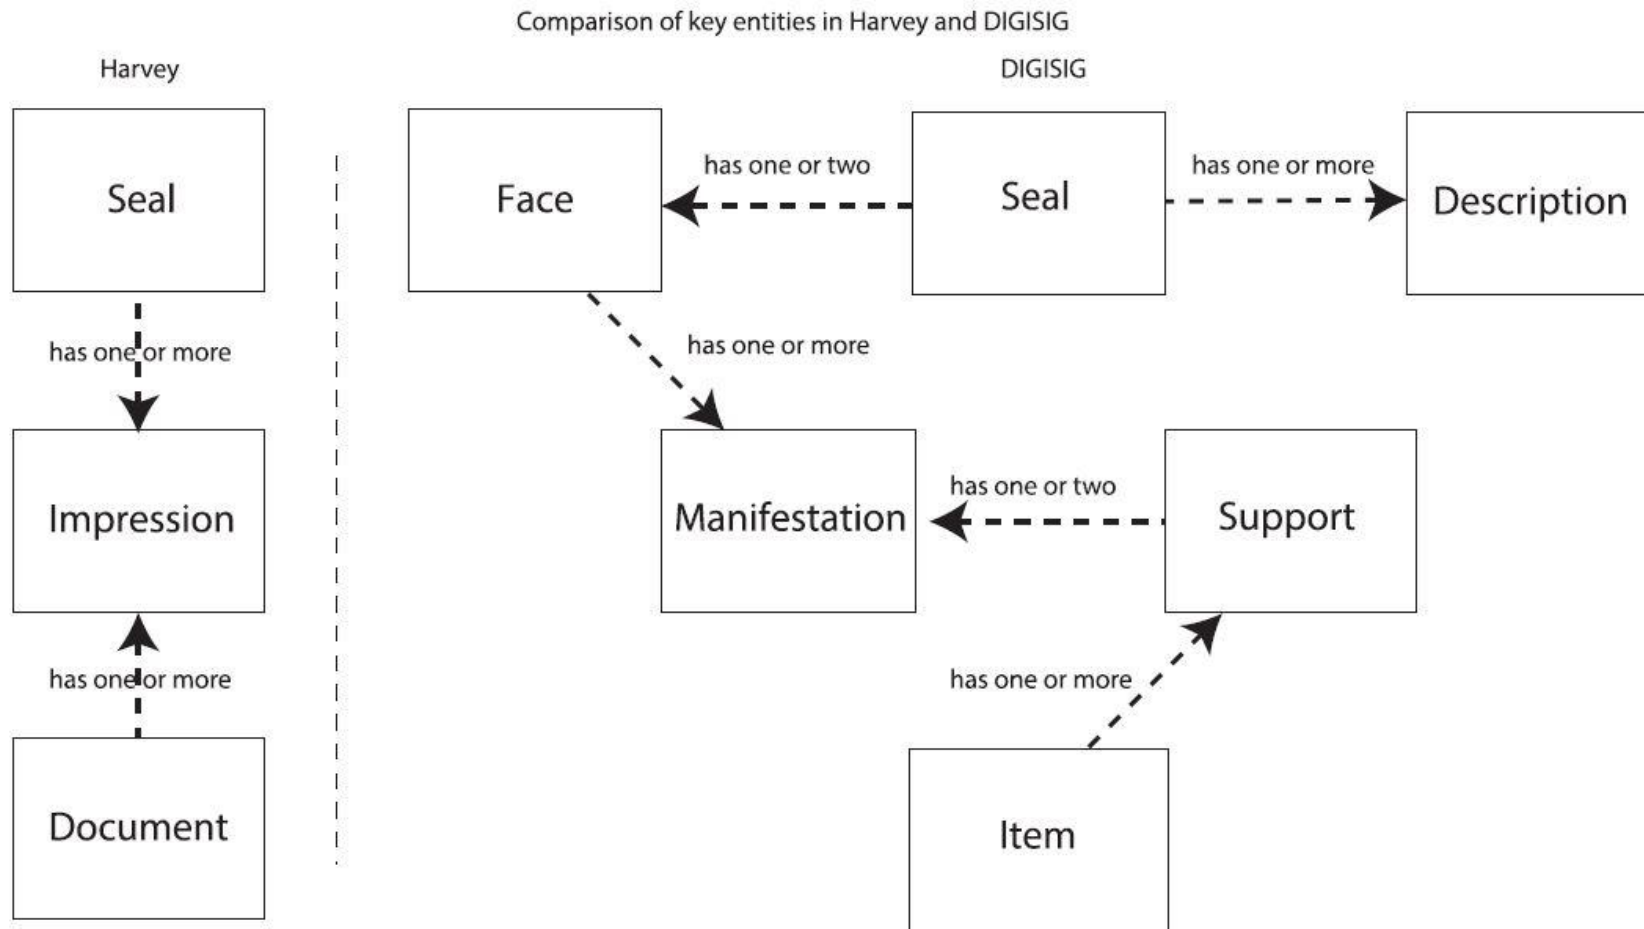 Comparison of key entities in Harvey and DIGISIG
Harvey
DIGISIG
Seal
has one or more
Impression
has one or more
Document
Face
has one or two
Seal
has one or more
Description
has one or more
Manifestation
has one or two
Support
has one or more
Item